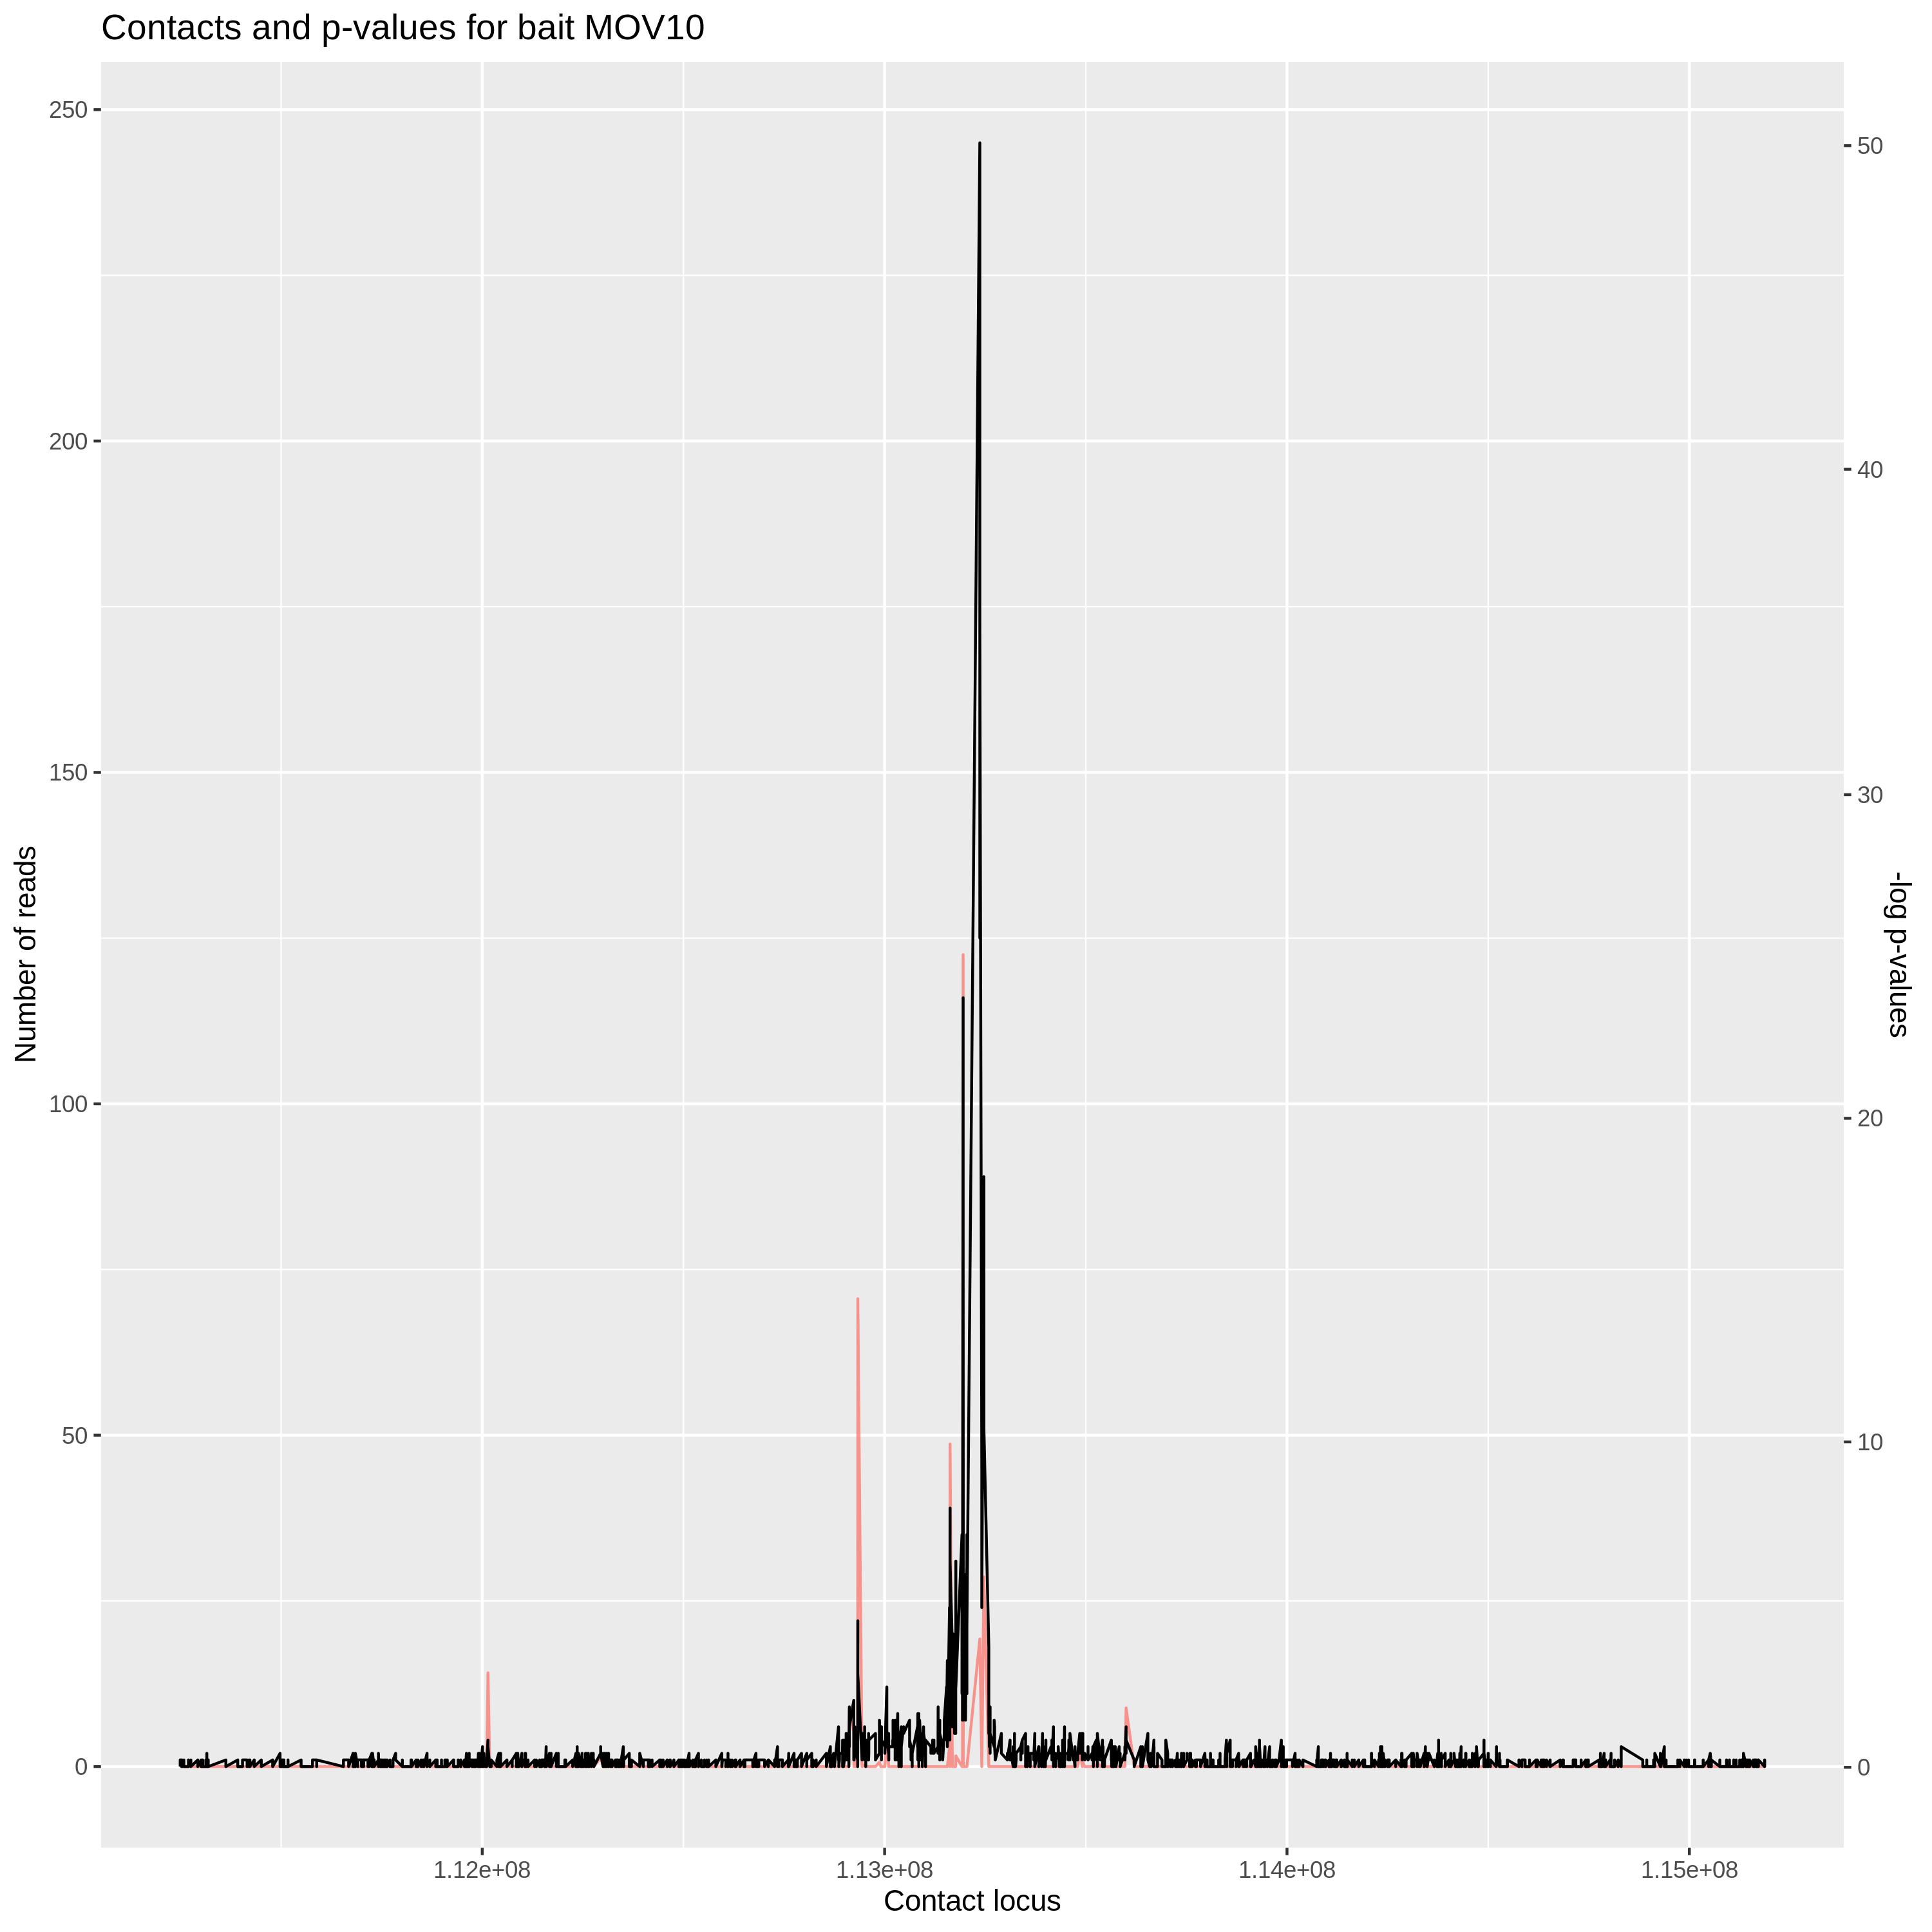 Contacts and p-values for bait MOV10
250
200
150
100
50
0
Number of reads
50
40
30
20
10
0
-log p-values
1.12e+08
1.13e+08
1.14e+08
1.15e+08
Contact locus